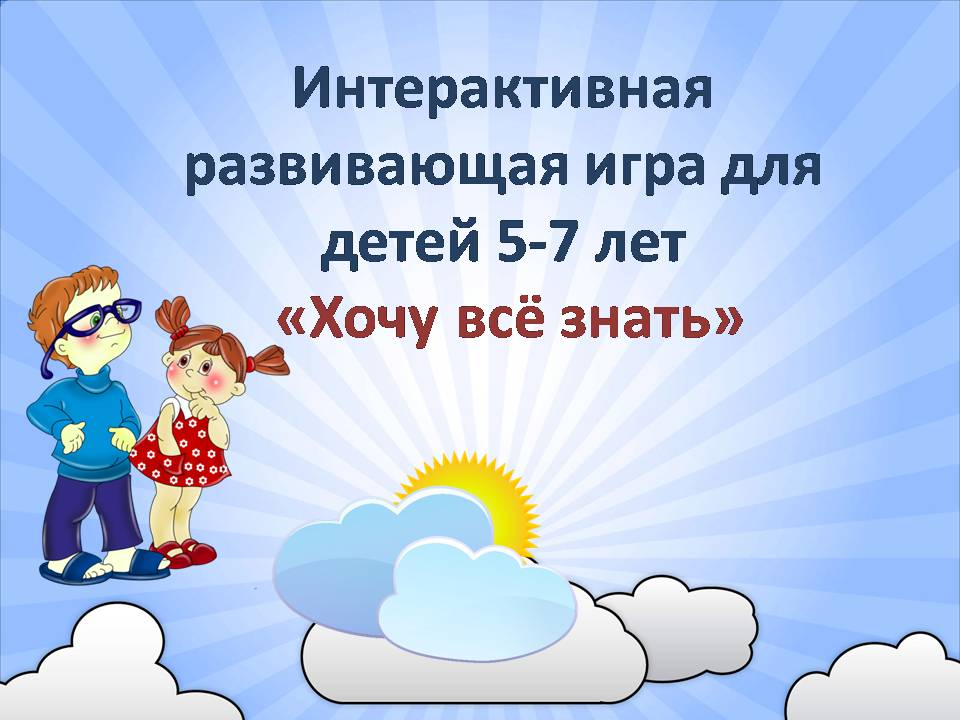 Интерактивная
развивающая игра для
детей 5-7 лет
«Хочу всё знать»